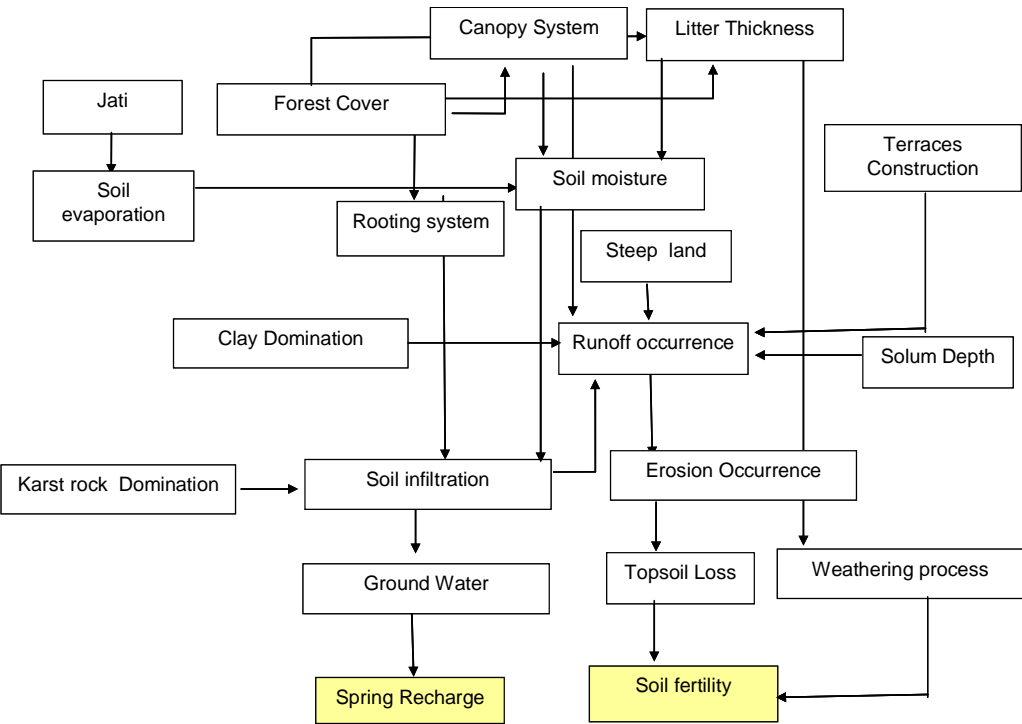 Canopy System
Litter Thickness
Jati
Forest Cover
Terraces
Construction
Soil
evaporation
Soil moisture
Rooting system
Steep land
Clay Domination
Runoff occurrence
Solum Depth
Karst rock Domination
Soil infiltration
Erosion Occurrence
Ground Water
Topsoil Loss
Weathering process
Spring Recharge
Soil fertility